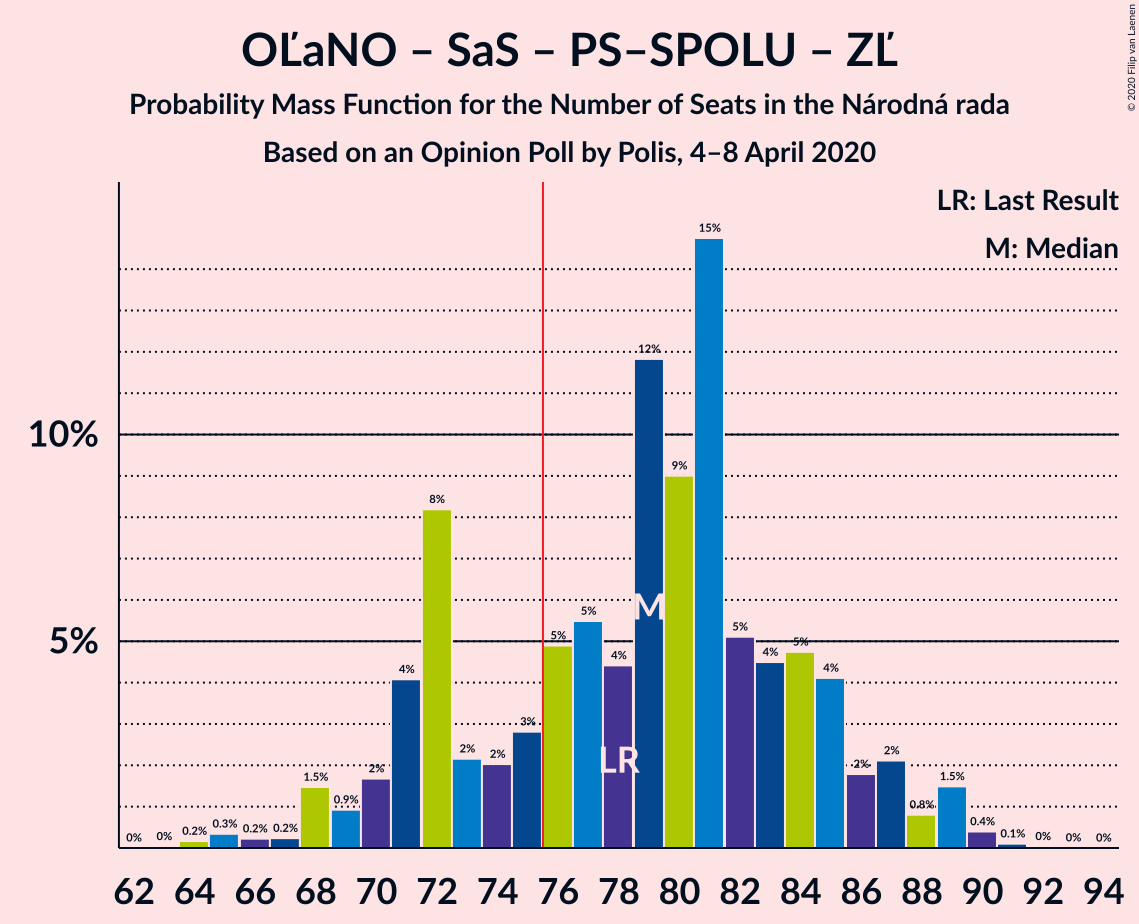 OĽaNO – SaS – PS–SPOLU – ZĽ
Probability Mass Function for the Number of Seats in the Národná rada
Based on an Opinion Poll by Polis, 4–8 April 2020
© 2020 Filip van Laenen
LR: Last Result
M: Median
10%
5%
0% 0% 0.2% 0.3% 0.2% 0.2% 1.5% 0.9% 2% 4% 8% 2% 2% 3% 5% 5% 4% 12% 9% 15% 5% 4% 5% 4% 2% 2% 0.8% 1.5% 0.4% 0.1% 0% 0% 0%
M
LR
62 64 66 68 70 72 74 76 78 80 82 84 86 88 90 92 94